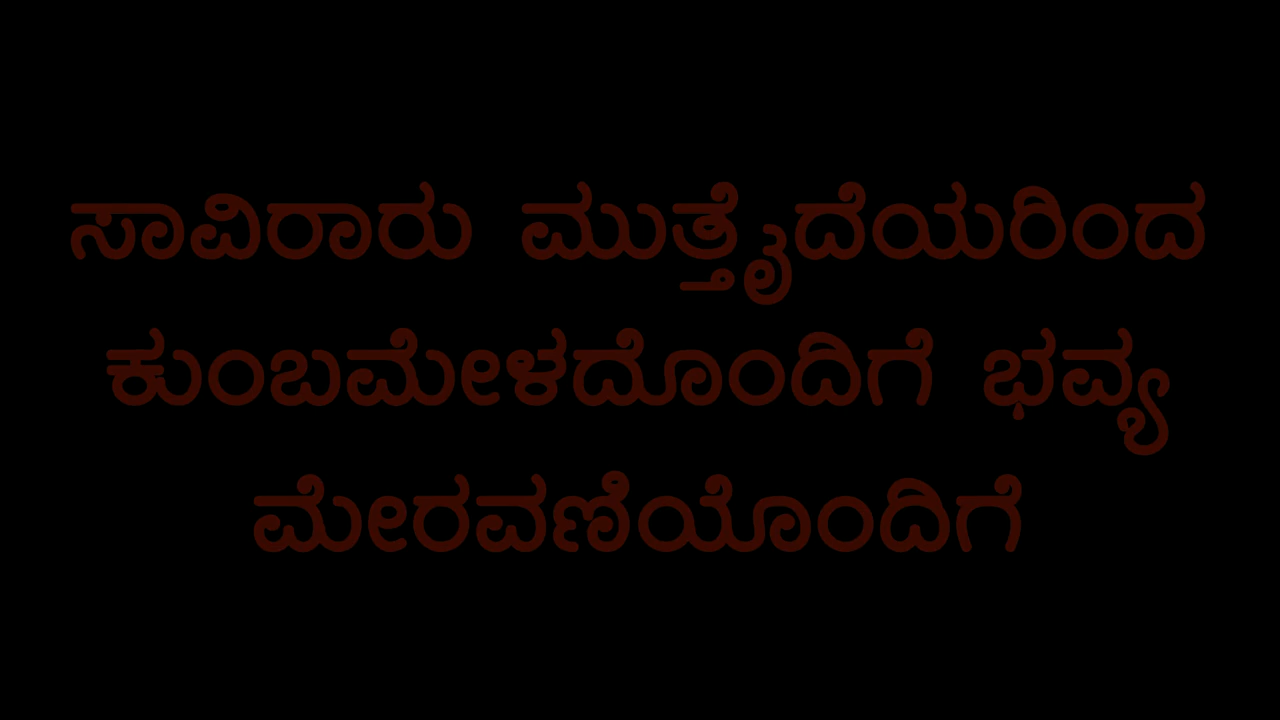 ಸಾವಿರಾರು ಮುತ್ತೈದೆಯರಿಂದ
ಕುಂಬಮೇಳದೊಂದಿಗೆ ಭವ್ಯ
ಮೇರವಣಿಯೊಂದಿಗೆ